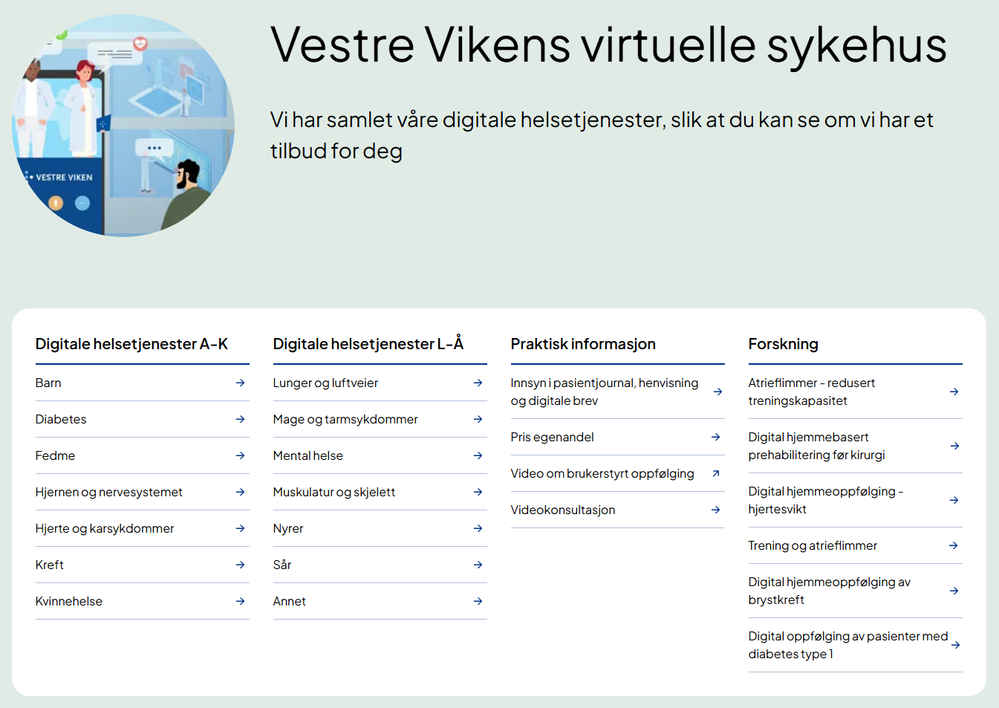 Vestre Vikens virtuelle sykehus
Vi har samlet våre digitale helsetjenester, slik at du kan se om vi har et
tilbud for deg
VESTRE VIKEN
Digitale helsetjenester A-K
Barn
Diabetes
Fedme
Hjernen og nervesystemet
Hjerte og karsykdommer
Kreft
Kvinnehelse
Digitale helsetjenester L-Å
Lunger og luftveier
Mage og tarmsykdommer
Mental helse
Muskulatur og skjelett
Nyrer
Sår
Annet
Praktisk informasjon
Innsyn i pasientjournal, henvisning
og digitale brev
Pris egenandel
Video om brukerstyrt oppfølging
Videokonsultasjon
Forskning
Atrieflimmer - redusert
treningskapasitet
Digital hjemmebasert
prehabilitering før kirurgi
Digital hjemmeoppfølging -
hjertesvikt
Trening og atrieflimmer
Digital hjemmeoppfølging av
brystkreft
Digital oppfølging av pasienter med
diabetes type 1